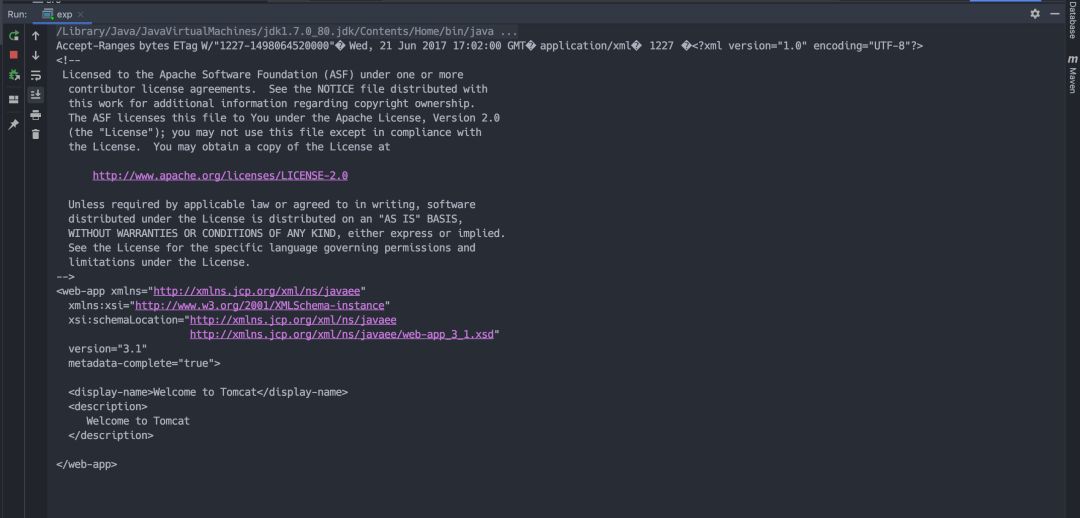 Run: exp
/Library/Java/JavaVirtualMachines/jdk1.7.0_80.jdk/Contents/Home/bin/java ...
Accept-Ranges bytes ETag W/"1227-1498064520000"� Wed, 21 Jun 2017 17:02:00 GMT� application/xml�  1227 �<?xml version="1.0" encoding="UTF-8"?>
<!--
 Licensed to the Apache Software Foundation (ASF) under one or more
  contributor license agreements.  See the NOTICE file distributed with
  this work for additional information regarding copyright ownership.
  The ASF licenses this file to You under the Apache License, Version 2.0
  (the "License"); you may not use this file except in compliance with
  the License.  You may obtain a copy of the License at
      http://www.apache.org/licenses/LICENSE-2.0
  Unless required by applicable law or agreed to in writing, software
  distributed under the License is distributed on an "AS IS" BASIS,
  WITHOUT WARRANTIES OR CONDITIONS OF ANY KIND, either express or implied.
  See the License for the specific language governing permissions and
  limitations under the License.
-->
<web-app xmlns="http://xmlns.jcp.org/xml/ns/javaee"
  xmlns:xsi="http://www.w3.org/2001/XMLSchema-instance"
  xsi:schemaLocation="http://xmlns.jcp.org/xml/ns/javaee
                      http://xmlns.jcp.org/xml/ns/javaee/web-app_3_1.xsd"
  version="3.1"
  metadata-complete="true">
  <display-name>Welcome to Tomcat</display-name>
  <description>
     Welcome to Tomcat
  </description>
</web-app>
Database
Maven